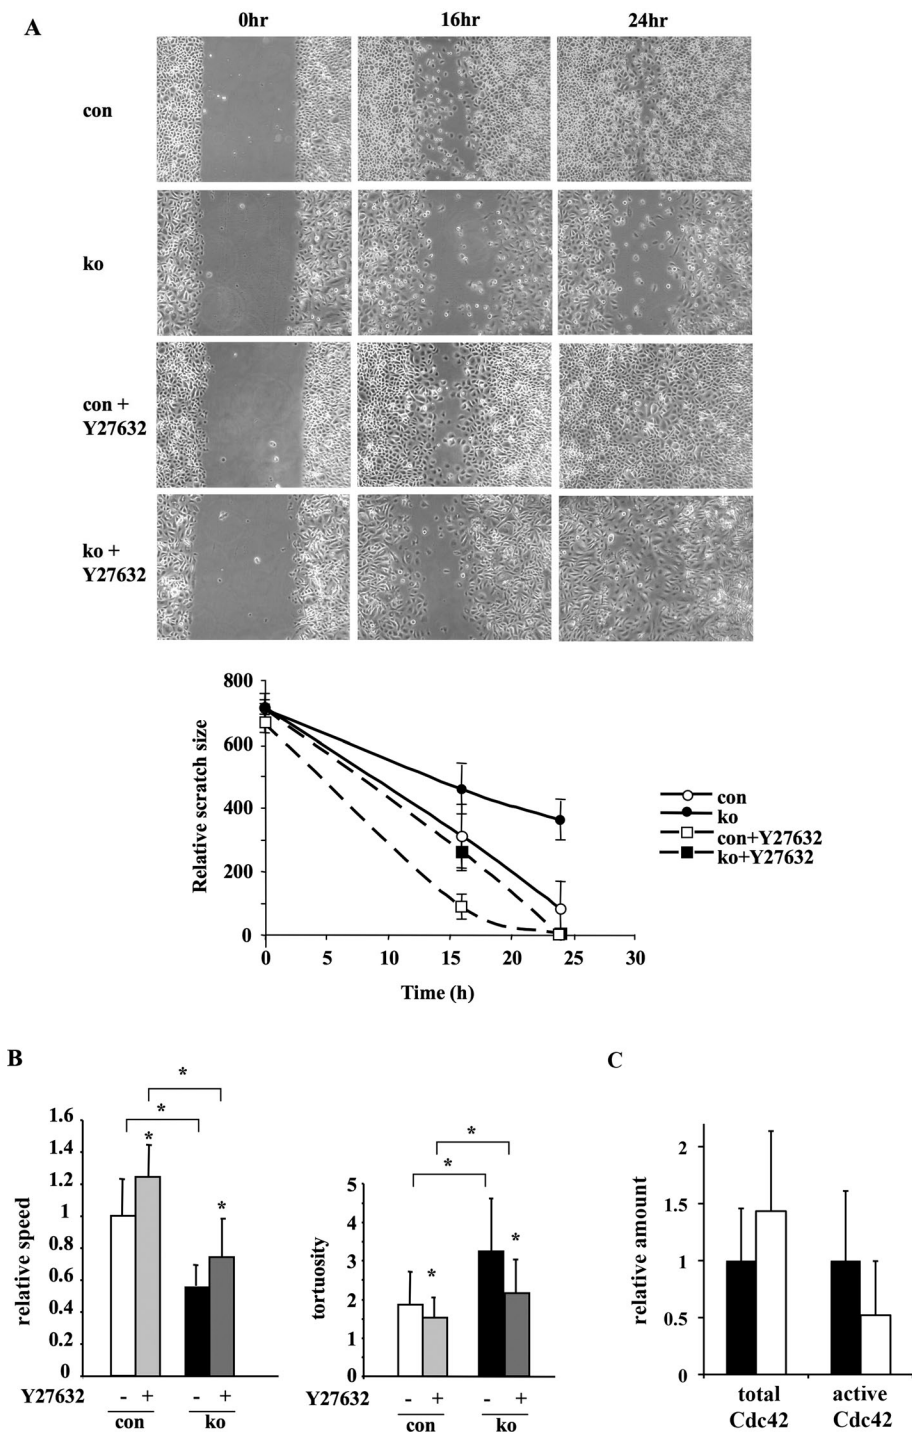 A
0hr 16hr 24hr
con
ko
con +
Y27632
ko +
Y27632
800
600
400
200
0
Relative scratch size
0 5 10 15 20 25 30
Time (h)
con
ko
con+Y27632
ko+Y27632
B
*
*
*
*
1.6
1.4
1.2
1
0.8
0.6
0.4
0.2
0
relative speed
Y27632 - + - +
con ko
*
*
*
*
5
4
3
2
1
0
tortuosity
Y27632 - + - +
con ko
C
2
1.5
1
0.5
0
relative amount
total active
Cdc42 Cdc42